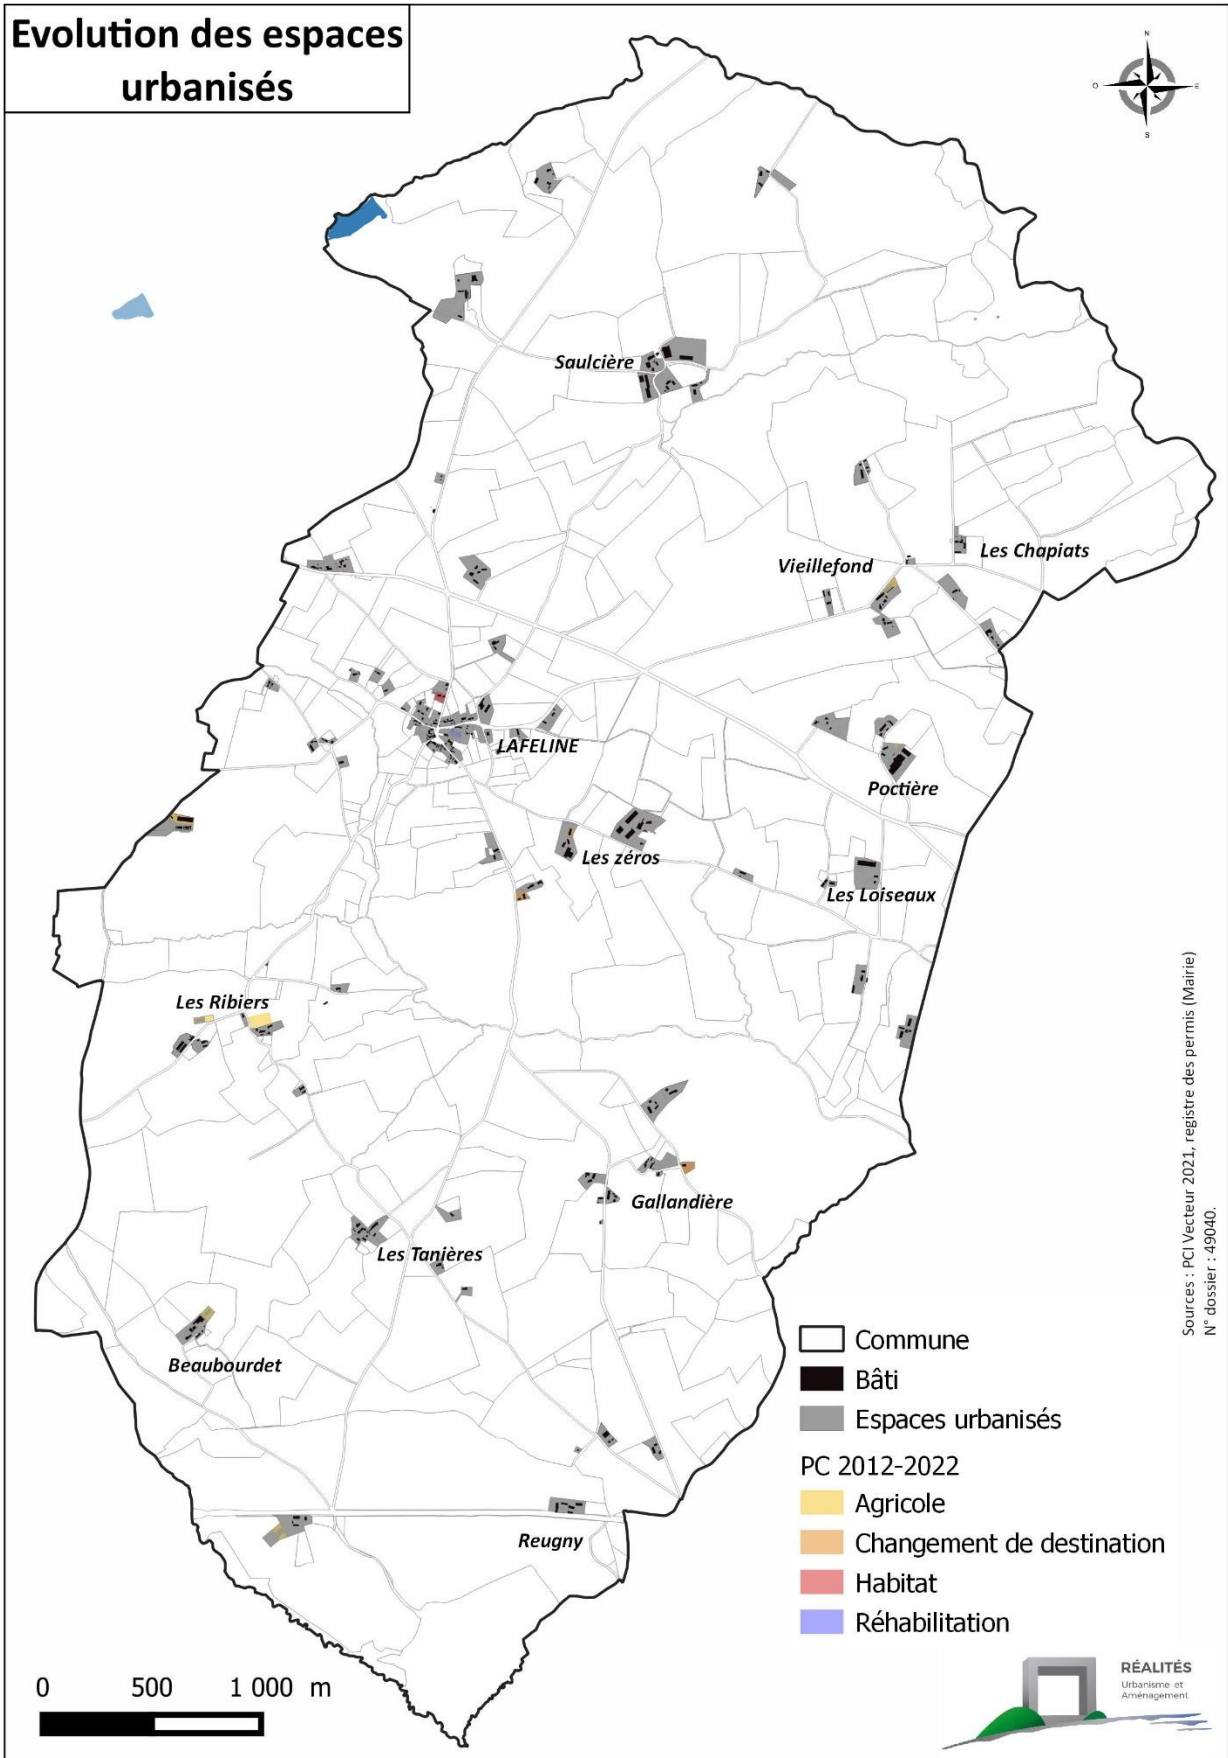 Evolution des espaces
urbanisés
N
O
E
S
Saulcière
Les Chapiats
Vieillefond
LAFELINE
Poctière
Les zéros
Les Loiseaux
Les Ribiers
Gallandière
Les Tanières
Beaubourdet
Reugny
Sources : PCI Vecteur 2021, registre des permis (Mairie)
N° dossier : 49040.
Commune
Bâti
Espaces urbanisés
PC 2012-2022
Agricole
Changement de destination
Habitat
Réhabilitation
0 500 1 000 m
RÉALITÉS
Urbanisme et
Aménagement